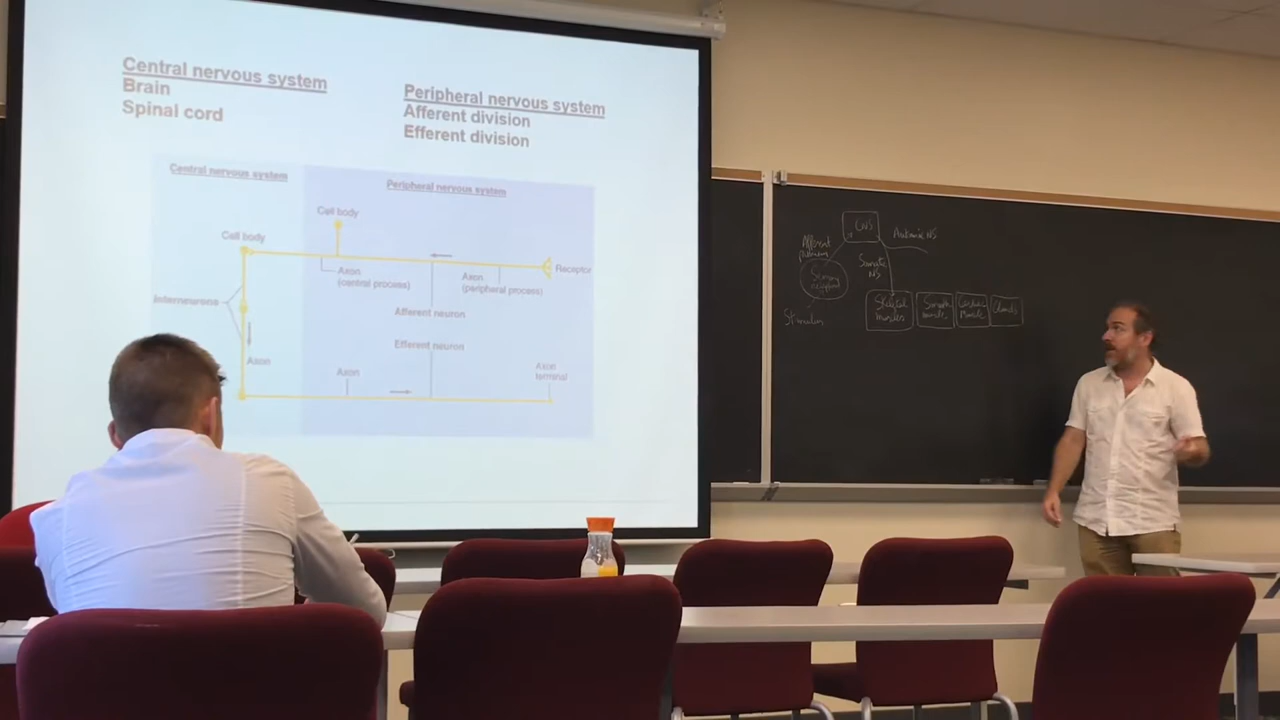 Central nervous system
Brain
Spinal cord
Peripheral nervous system
Afferent division
Efferent division
Central nervous system
Peripheral nervous system
Cell body
Cell body
Axon
(central process)
Axon
(peripheral process)
Receptor
Interneurons
Afferent neuron
Efferent neuron
Axon
Axon
Axon
terminal
CNS
Afferent
Autonomic NS
Somatic
NS
Sensory
Stimulus
Skeletal
muscles
Smooth
muscles
Cardiac
Muscle
Glands